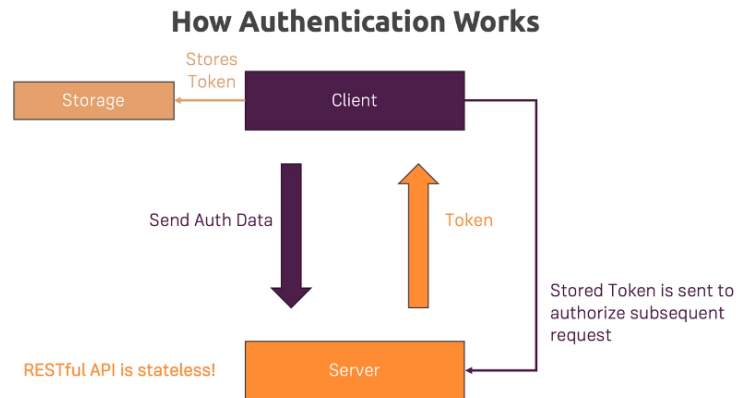 How Authentication Works
Stores
Token
Storage
Client
Send Auth Data
Token
Stored Token is sent to
authorize subsequent
request
RESTful API is stateless!
Server